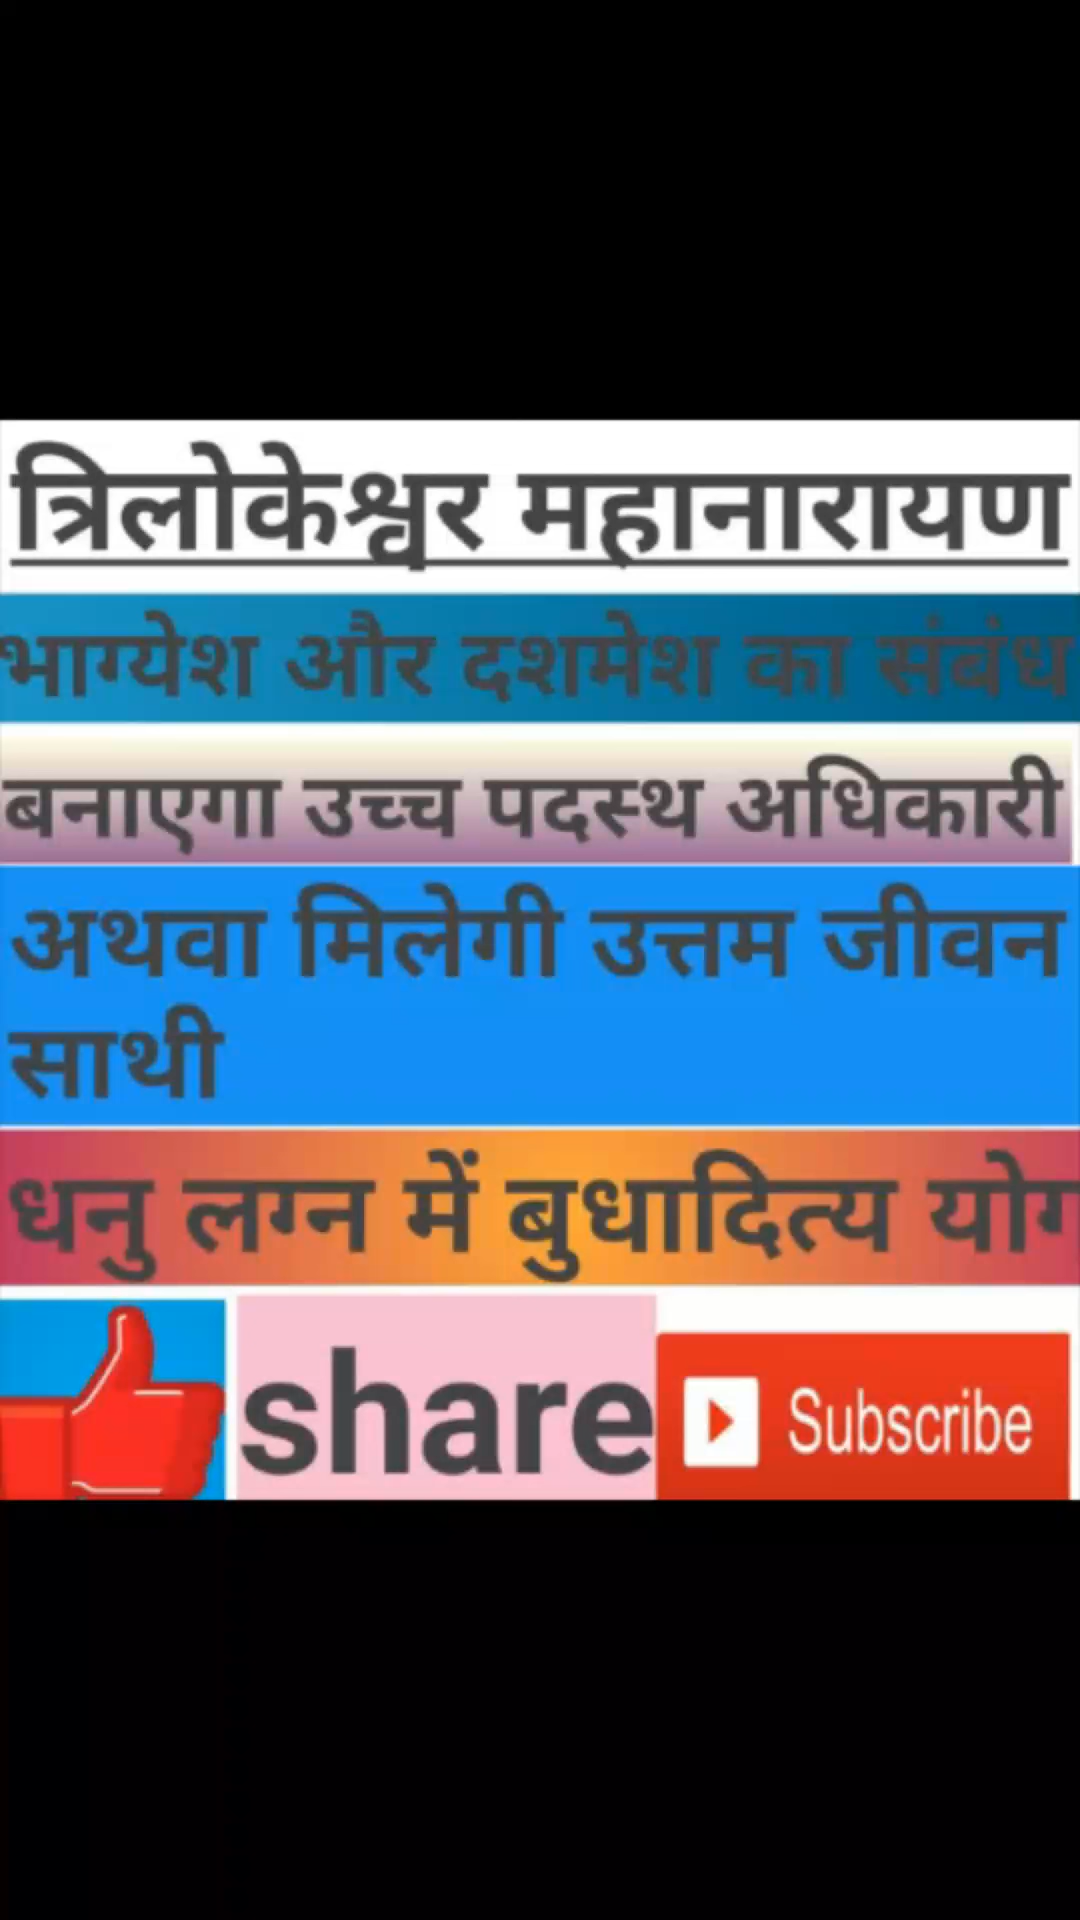 त्रिलोकेश्वर महानारायण
भाग्येश और दशमेश का संबंध
बनाएगा उच्च पदस्थ अधिकारी
अथवा मिलेगी उत्तम जीवन
साथी
धनु लग्न में बुधादित्य योग
share
Subscribe